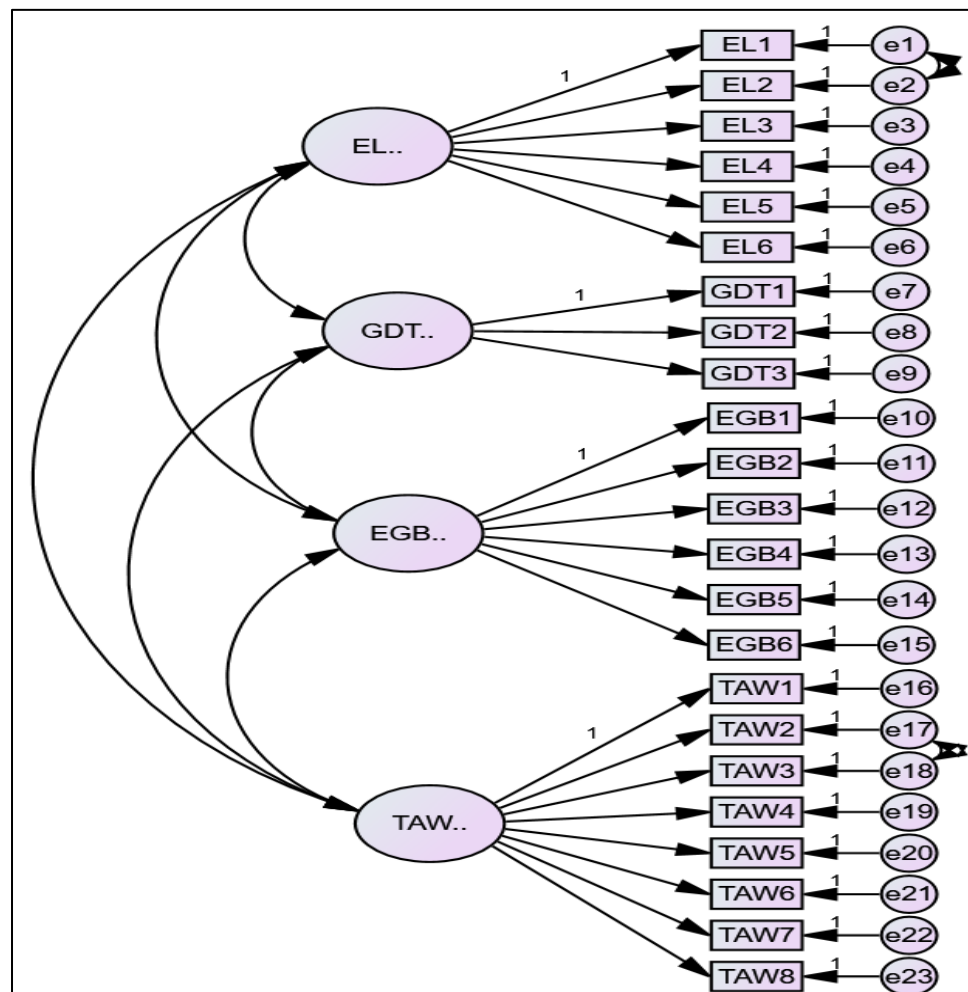 1 EL1 1 e1
EL2 1 e2
EL.. EL3 1 e3
EL4 1 e4
EL5 1 e5
EL6 1 e6
1 GDT1 1 e7
GDT.. GDT2 1 e8
GDT3 1 e9
1 EGB1 1 e10
EGB2 1 e11
EGB.. EGB3 1 e12
EGB4 1 e13
EGB5 1 e14
EGB6 1 e15
1 TAW1 1 e16
TAW2 1 e17
TAW3 1 e18
TAW.. TAW4 1 e19
TAW5 1 e20
TAW6 1 e21
TAW7 1 e22
TAW8 1 e23